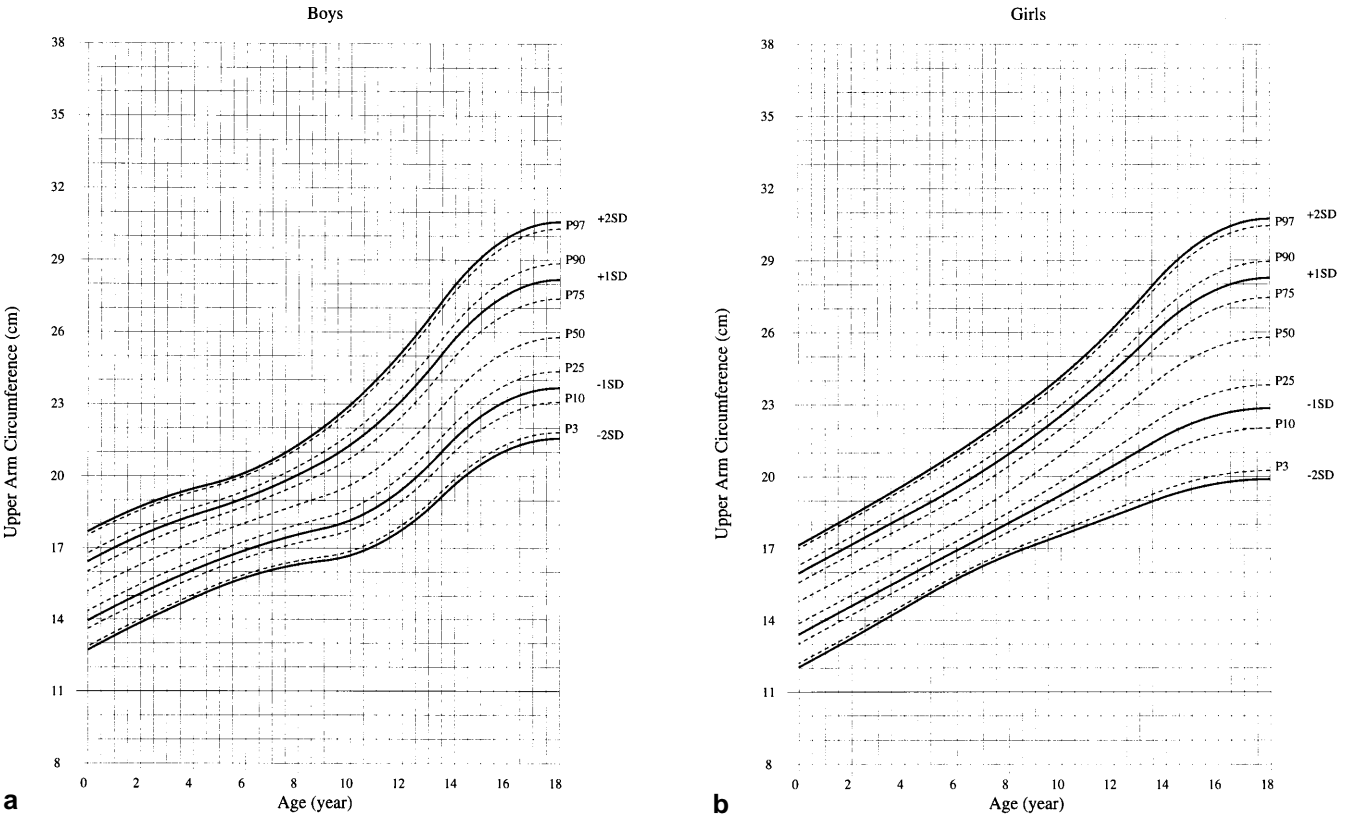 Boys
38
35
32
29
26
23
20
17
14
11
8
Upper Arm Circumference (cm)
+2SD
P97
P90
+1SD
P75
P50
P25
-1SD
P10
P3
-2SD
0 2 4 6 8 10 12 14 16 18
Age (year)
a
Girls
38
35
32
29
26
23
20
17
14
11
8
Upper Arm Circumference (cm)
+2SD
P97
P90
+1SD
P75
P50
P25
-1SD
P10
P3
-2SD
0 2 4 6 8 10 12 14 16 18
Age (year)
b